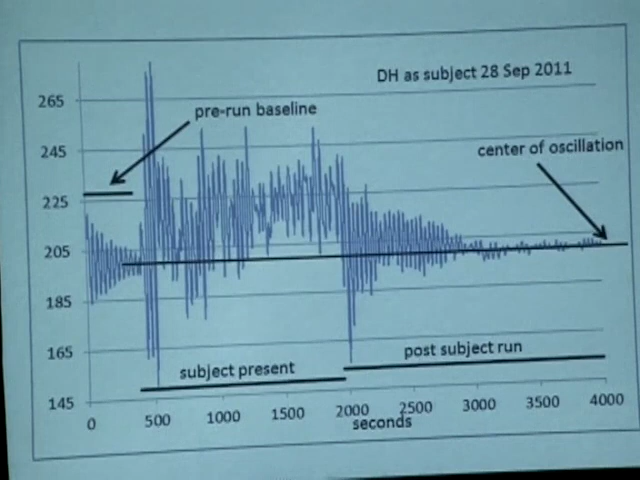 DH as subject 28 Sep 2011
pre-run baseline
center of oscillation
265
245
225
205
185
165
145
subject present
post subject run
0 500 1000 1500 2000 2500 3000 3500 4000
seconds